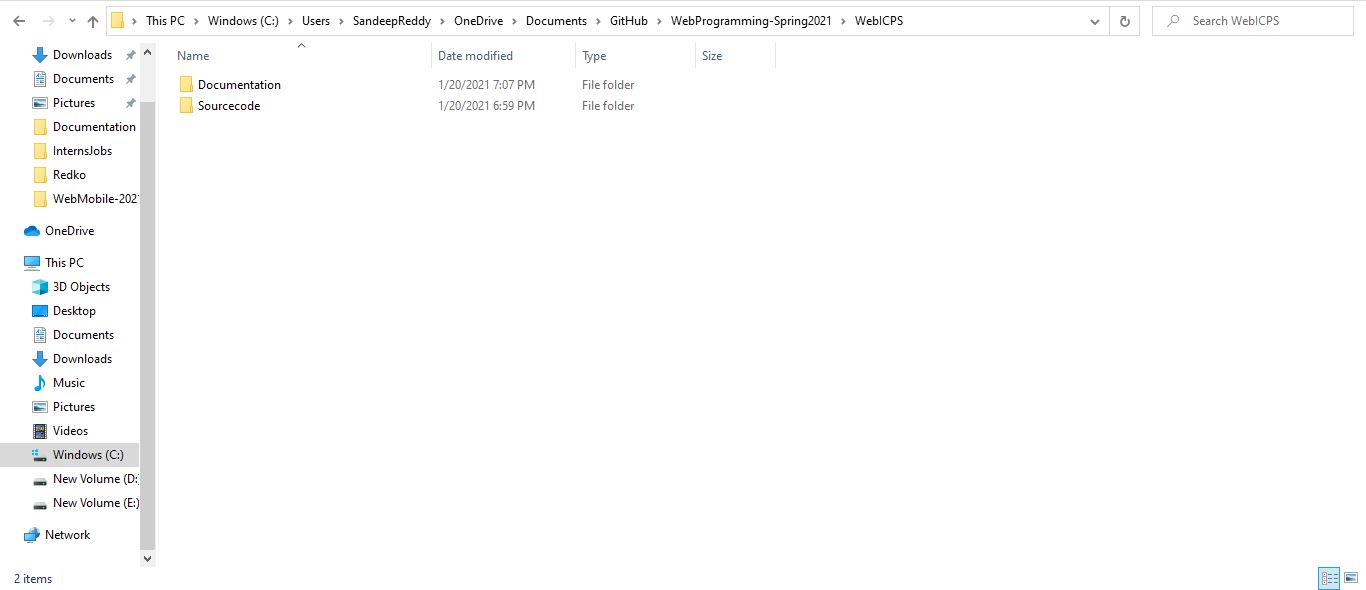 This PC > Windows (C:) > Users > SandeepReddy > OneDrive > Documents > GitHub > WebProgramming-Spring2021 > WebICPS
Search WebICPS
Downloads
Documents
Pictures
Documentation
InternsJobs
Redko
WebMobile-202
OneDrive
This PC
3D Objects
Desktop
Documents
Downloads
Music
Pictures
Videos
Windows (C:)
New Volume (D:
New Volume (E:)
Network
Name Date modified Type Size
Documentation 1/20/2021 7:07 PM File folder
Sourcecode 1/20/2021 6:59 PM File folder
2 items